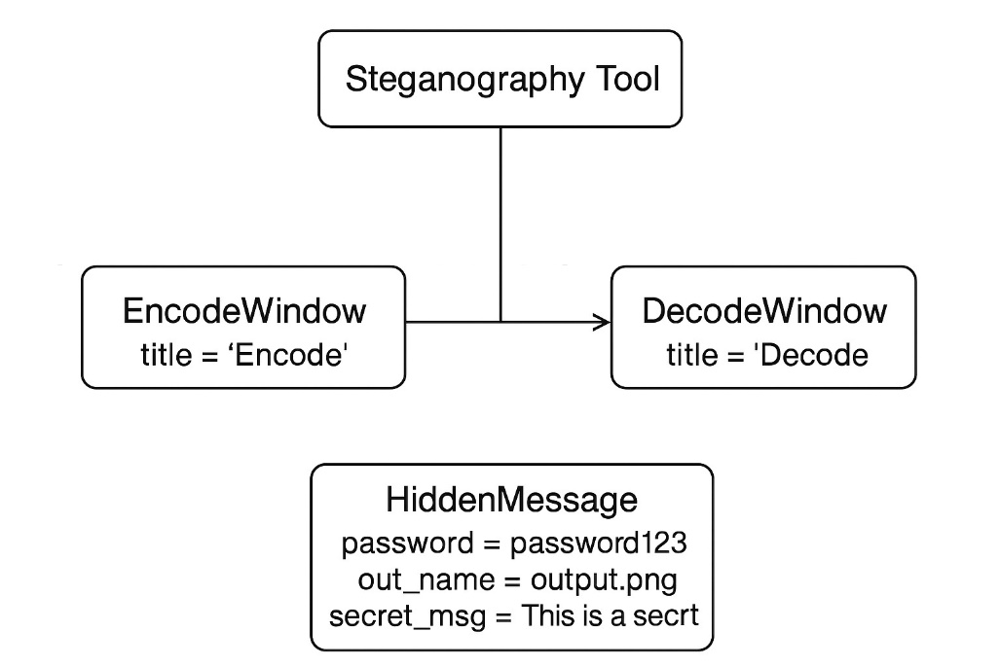 Steganography Tool
EncodeWindow
title = ‘Encode'
DecodeWindow
title = 'Decode
HiddenMessage
password = password123
out_name = output.png
secret_msg = This is a secrt